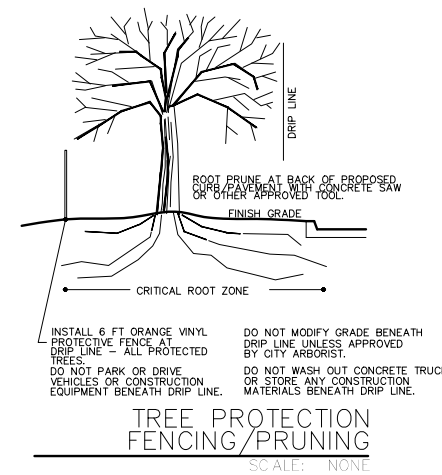 DRIP LINE
ROOT PRUNE AT BACK OF PROPOSED
CURB/PAVEMENT WITH CONCRETE SAW
OR OTHER APPROVED TOOL.
FINISH GRADE
CRITICAL ROOT ZONE
INSTALL 6 FT ORANGE VINYL
PROTECTIVE FENCE AT
DRIP LINE – ALL PROTECTED
TREES.
DO NOT PARK OR DRIVE
VEHICLES OR CONSTRUCTION
EQUIPMENT BENEATH DRIP LINE.
DO NOT MODIFY GRADE BENEATH
DRIP LINE UNLESS APPROVED
BY CITY ARBORIST.
DO NOT WASH OUT CONCRETE TRUC
OR STORE ANY CONSTRUCTION
MATERIALS BENEATH DRIP LINE.
TREE PROTECTION
FENCING/PRUNING
SCALE: NONE